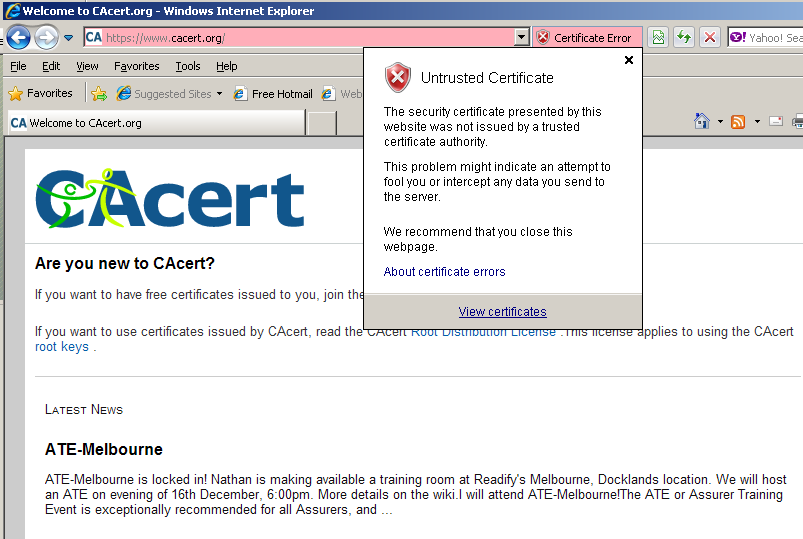 Welcome to CAcert.org - Windows Internet Explorer
CA https://www.cacert.org/
Certificate Error
Y! Yahoo! Sea
File Edit View Favorites Tools Help
Favorites
Suggested Sites
Free Hotmail
Web
CA Welcome to CAcert.org
Untrusted Certificate
The security certificate presented by this
website was not issued by a trusted
certificate authority.
This problem might indicate an attempt to
fool you or intercept any data you send to
the server.
We recommend that you close this
webpage.
About certificate errors
View certificates
CAcert
Are you new to CAcert?
If you want to have free certificates issued to you, join the
If you want to use certificates issued by CAcert, read the CAcert Root Distribution License .This license applies to using the CAcert
root keys .
Latest News
ATE-Melbourne
ATE-Melbourne is locked in! Nathan is making available a training room at Readify's Melbourne, Docklands location. We will host
an ATE on evening of 16th December, 6:00pm. More details on the wiki.I will attend ATE-Melbourne!The ATE or Assurer Training
Event is exceptionally recommended for all Assurers, and ...